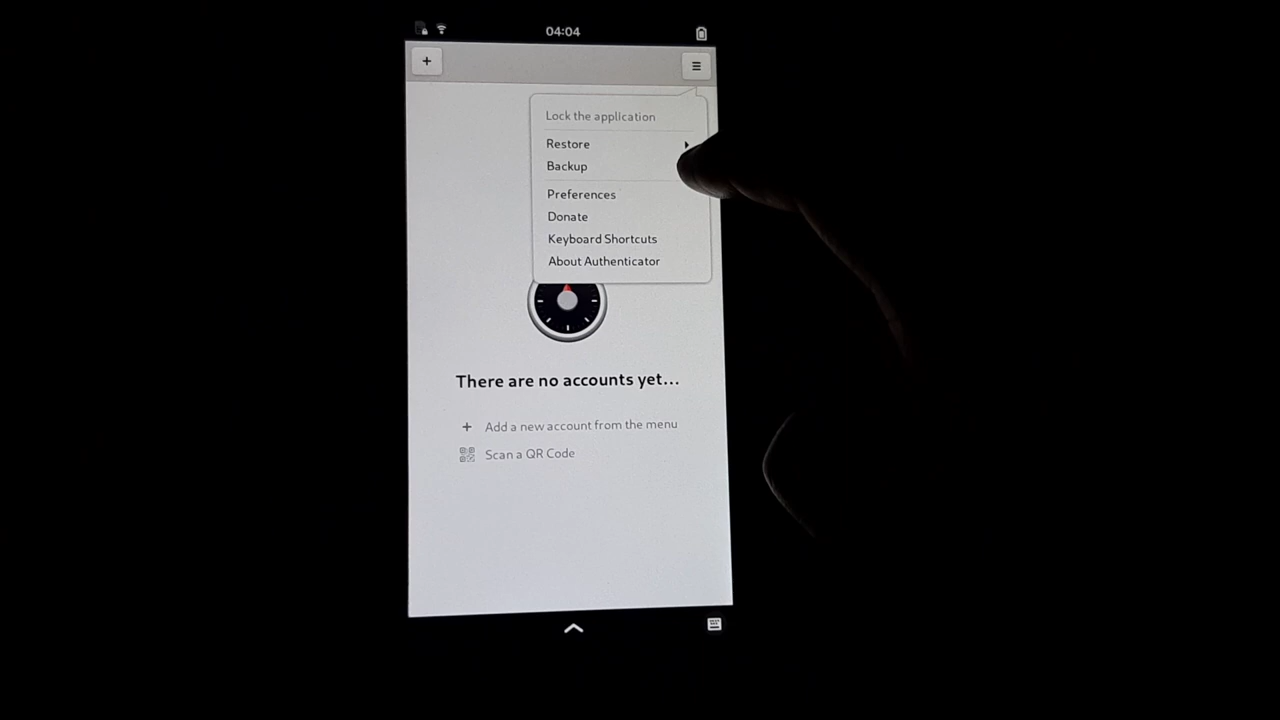 04:04
Lock the application
Restore
Backup
Preferences
Donate
Keyboard Shortcuts
About Authenticator
There are no accounts yet...
+ Add a new account from the menu
Scan a QR Code